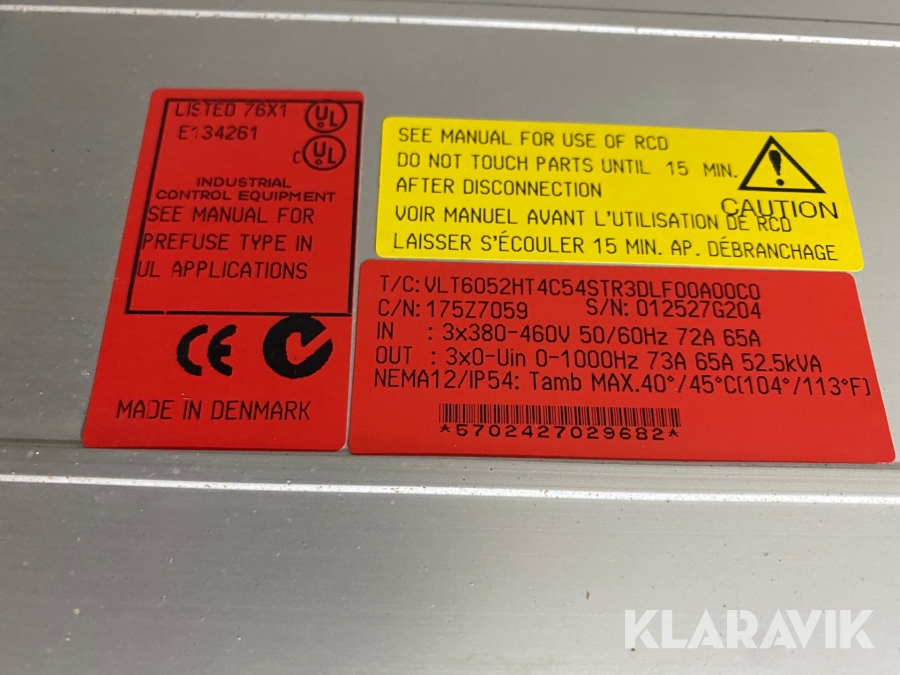 LISTED 76X1 UL
E134261
C UL
INDUSTRIAL
CONTROL EQUIPMENT
SEE MANUAL FOR
PREFUSE TYPE IN
UL APPLICATIONS
CE
MADE IN DENMARK
SEE MANUAL FOR USE OF RCD
DO NOT TOUCH PARTS UNTIL 15 MIN.
AFTER DISCONNECTION
CAUTION
VOIR MANUEL AVANT L'UTILISATION DE RCD
LAISSER S'ÉCOULER 15 MIN. AP. DÉBRANCHAGE
T/C: VLT6052HT4C54STR3DLF00A00C0
C/N: 175Z7059 S/N: 012527G204
IN : 3x380-460V 50/60Hz 72A 65A
OUT : 3x0-Uin 0-1000Hz 73A 65A 52.5kVA
NEMA12/IP54: Tamb MAX.40°/45°C(104°/113°F)
*5702427029682*
KLARAVIK